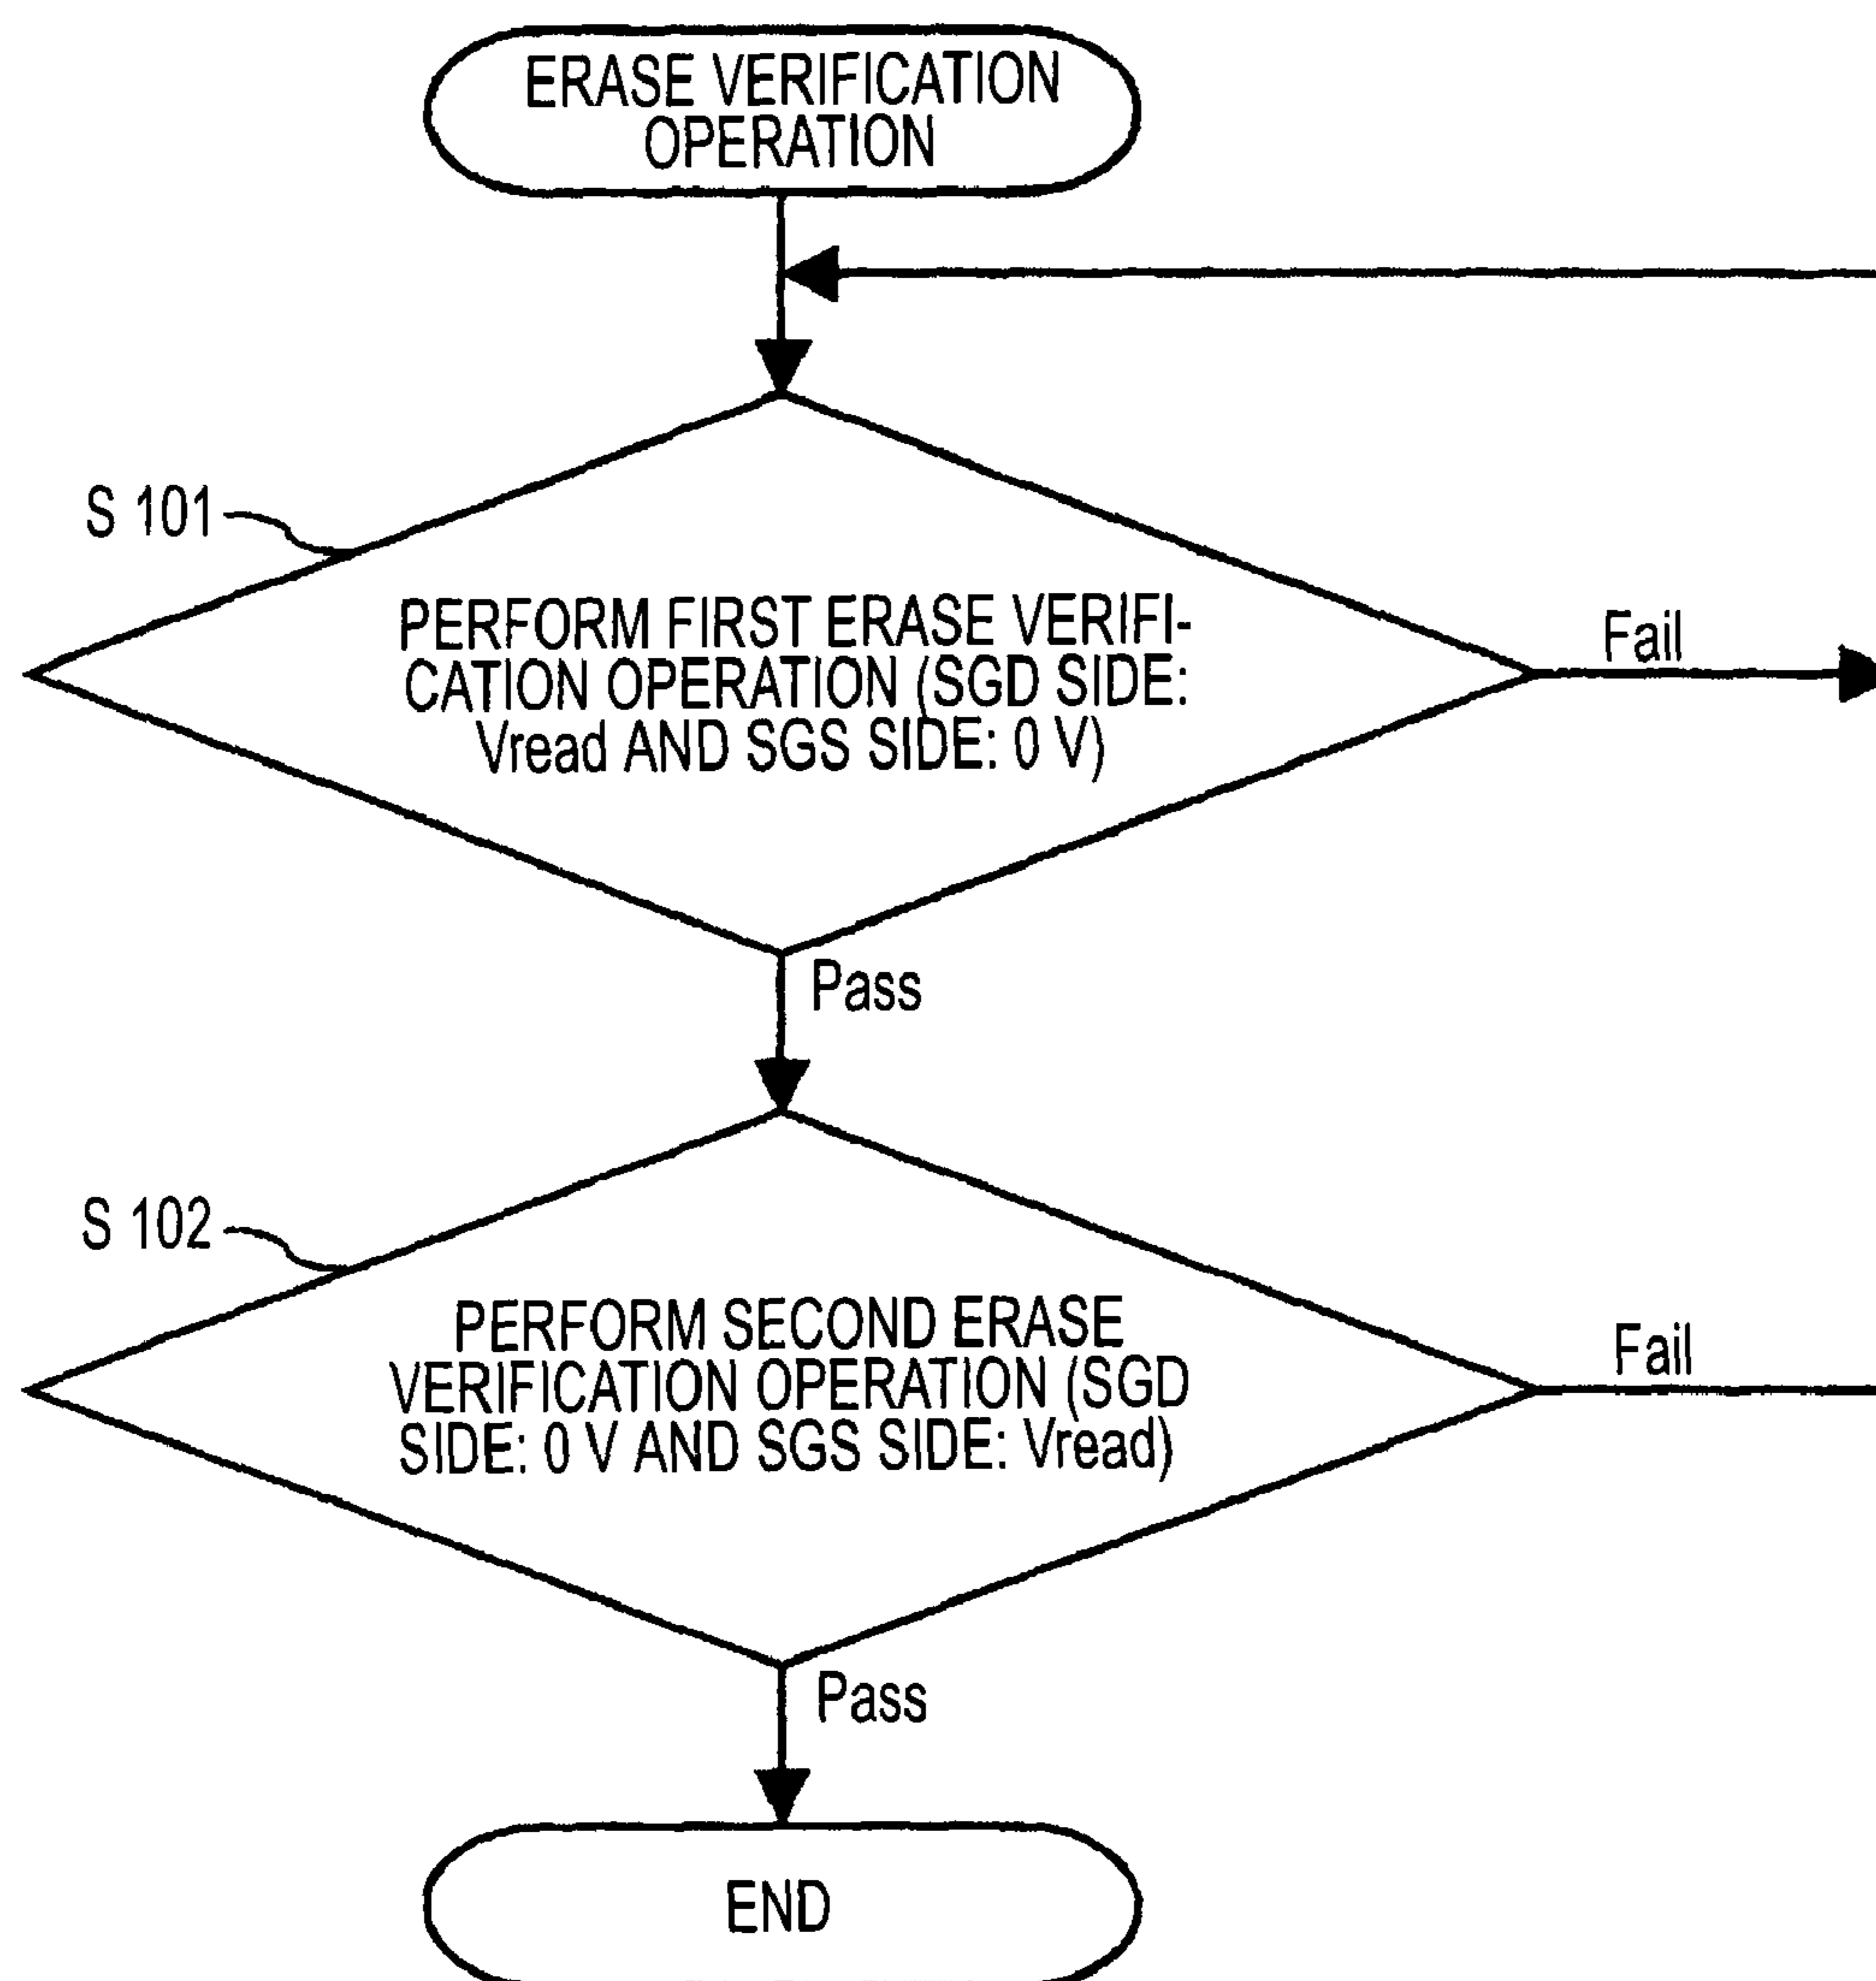 ERASE VERIFICATION
OPERATION
S 101
PERFORM FIRST ERASE VERIFI-
CATION OPERATION (SGD SIDE:
Vread AND SGS SIDE: 0 V)
Fail
Pass
S 102
PERFORM SECOND ERASE
VERIFICATION OPERATION (SGD
SIDE: 0 V AND SGS SIDE: Vread)
Fail
Pass
END